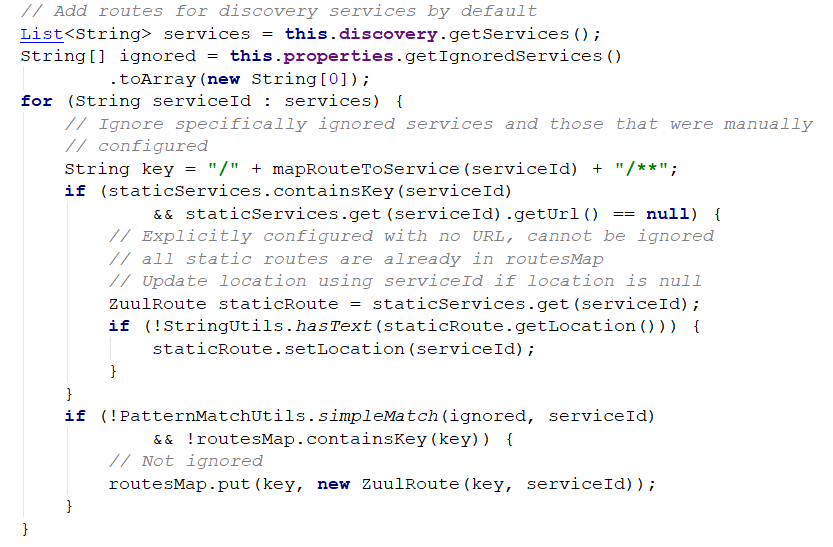 // Add routes for discovery services by default
List<String> services = this.discovery.getServices();
String[] ignored = this.properties.getIgnoredServices()
        .toArray(new String[0]);
for (String serviceId : services) {
    // Ignore specifically ignored services and those that were manually
    // configured
    String key = "/" + mapRouteToService(serviceId) + "/**";
    if (staticServices.containsKey(serviceId)
            && staticServices.get(serviceId).getUrl() == null) {
        // Explicitly configured with no URL, cannot be ignored
        // all static routes are already in routesMap
        // Update location using serviceId if location is null
        ZuulRoute staticRoute = staticServices.get(serviceId);
        if (!StringUtils.hasText(staticRoute.getLocation())) {
            staticRoute.setLocation(serviceId);
        }
    }
    if (!PatternMatchUtils.simpleMatch(ignored, serviceId)
            && !routesMap.containsKey(key)) {
        // Not ignored
        routesMap.put(key, new ZuulRoute(key, serviceId));
    }
}